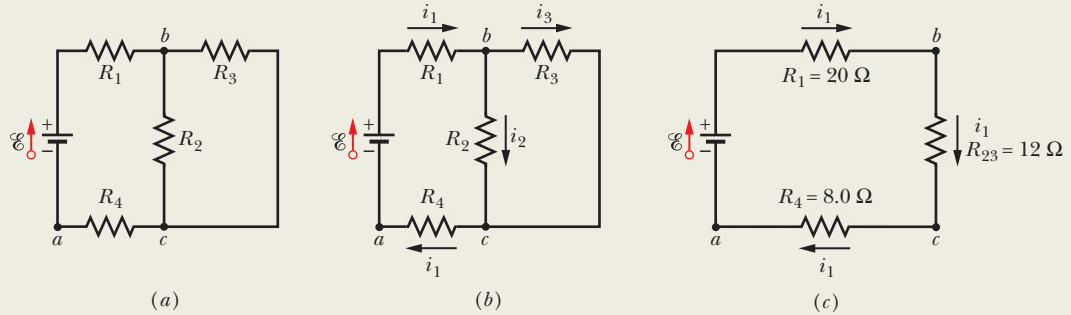 b
R₁
R₃
+
ℰ
−
R₂
R₄
a
c
(a)
i₁
i₃
b
R₁
R₃
+
ℰ
−
R₂
i₂
R₄
a
c
i₁
(b)
i₁
b
R₁ = 20 Ω
+
ℰ
−
i₁
R₂₃ = 12 Ω
R₄ = 8.0 Ω
a
c
i₁
(c)